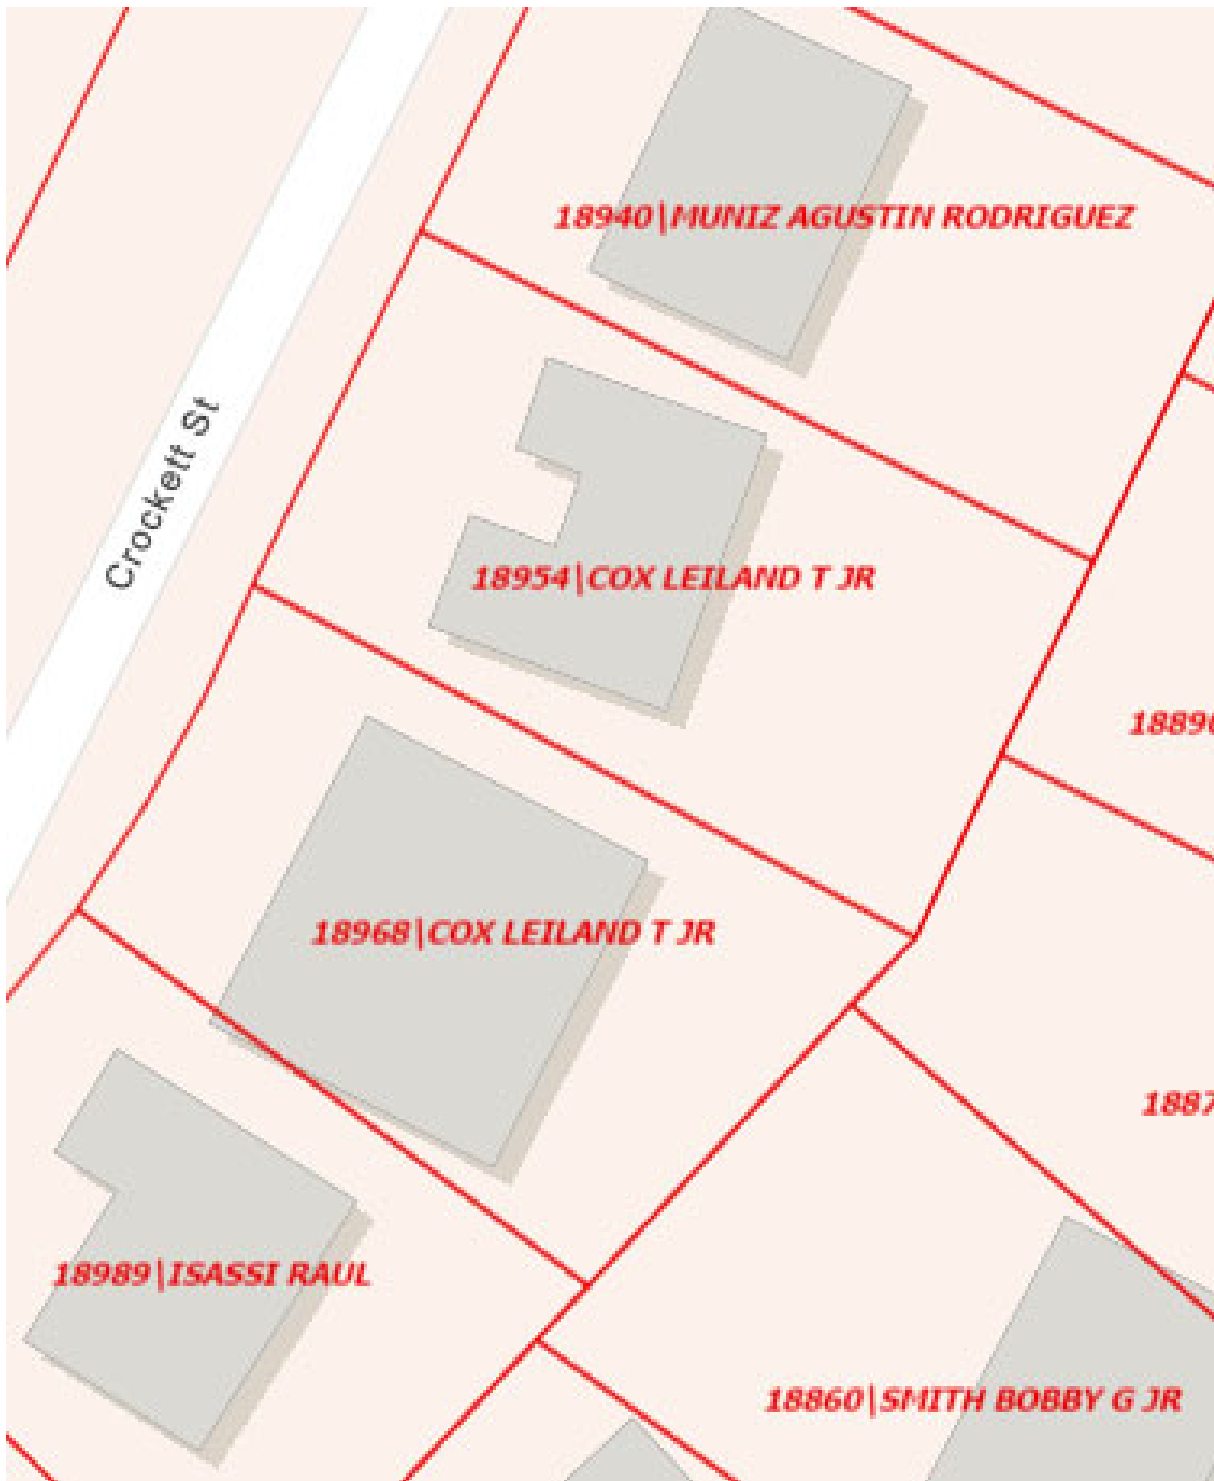 18940|MUNIZ AGUSTIN RODRIGUEZ
Crockett St
18954|COX LEILAND T JR
18968|COX LEILAND T JR
1887
18989|ISASSI RAUL
18860|SMITH BOBBY G JR